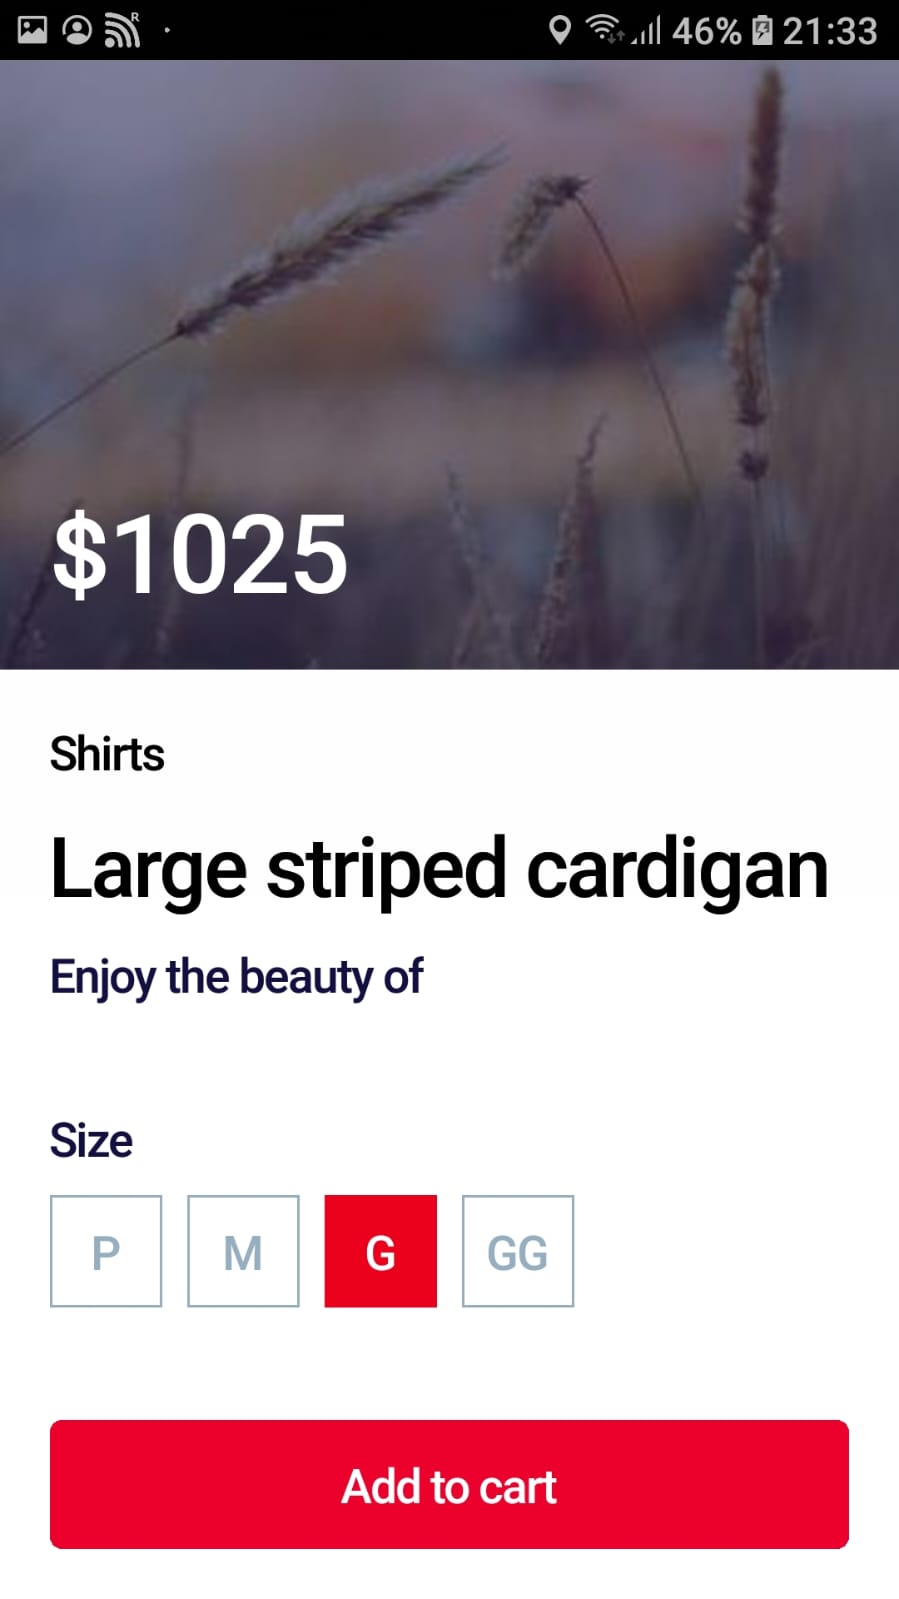 46% 21:33
$1025
Shirts
Large striped cardigan
Enjoy the beauty of
Size
P M G GG
Add to cart